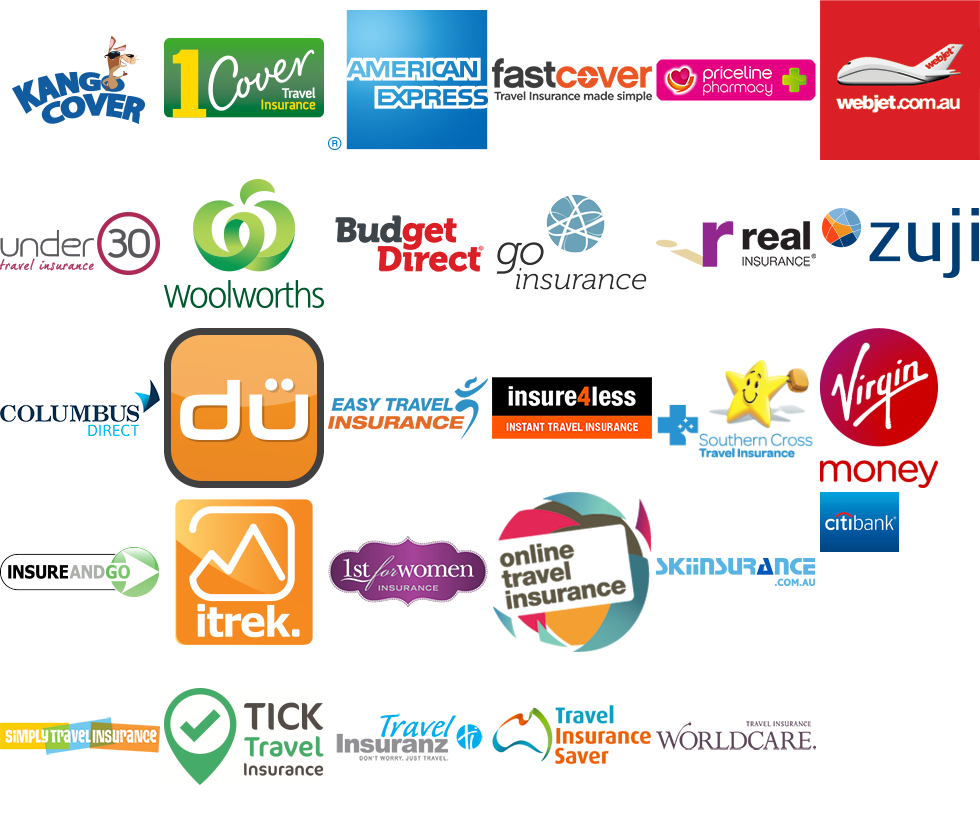 KANGO
COVER
1Cover
Travel
Insurance
®
AMERICAN
EXPRESS
fastcover
Travel Insurance made simple
priceline
pharmacy
webjet
webjet.com.au
under 30
travel insurance
Woolworths
Budget
Direct®
go
insurance
r real
INSURANCE®
zuji
COLUMBUS
DIRECT
dü
EASY TRAVEL
INSURANCE
insure4less
INSTANT TRAVEL INSURANCE
Southern Cross
Travel Insurance
Virgin
money
citibank®
INSUREANDGO
itrek.
1st for women
INSURANCE
online
travel
insurance
SKIINSURANCE
.COM.AU
SIMPLY TRAVEL INSURANCE
TICK
Travel
Insurance
Travel
Insuranz
DON'T WORRY. JUST TRAVEL.
Travel
Insurance
Saver
TRAVEL INSURANCE
WORLDCARE.